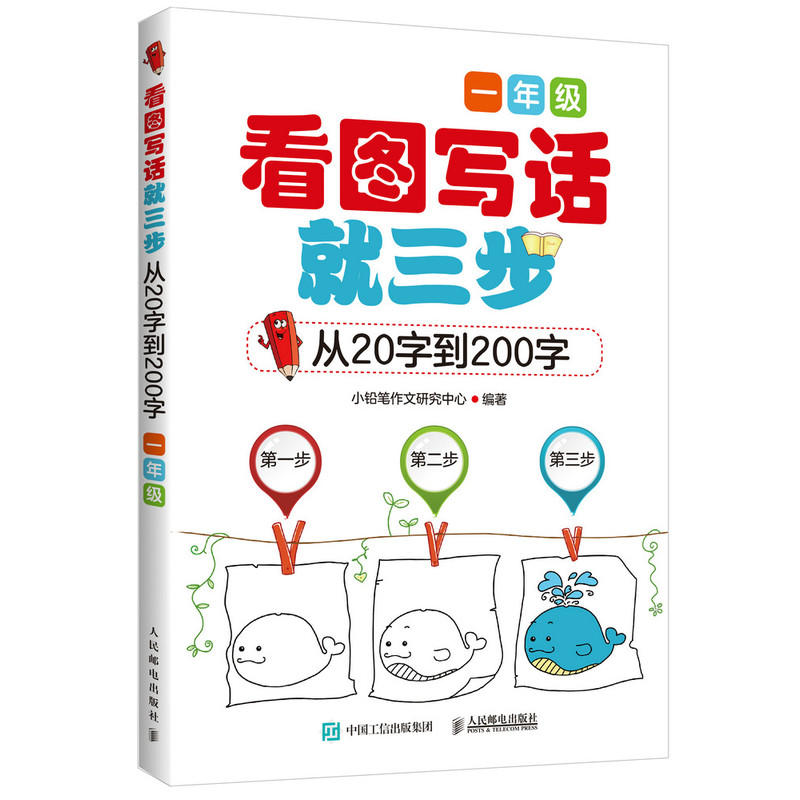 看图写话
就三步
从20字到200字
一年级
人民邮电出版社
一年级
看图写话
就三步
从20字到200字
小铅笔作文研究中心 编著
第一步
第二步
第三步
中国工信出版集团
人民邮电出版社
POSTS & TELECOM PRESS